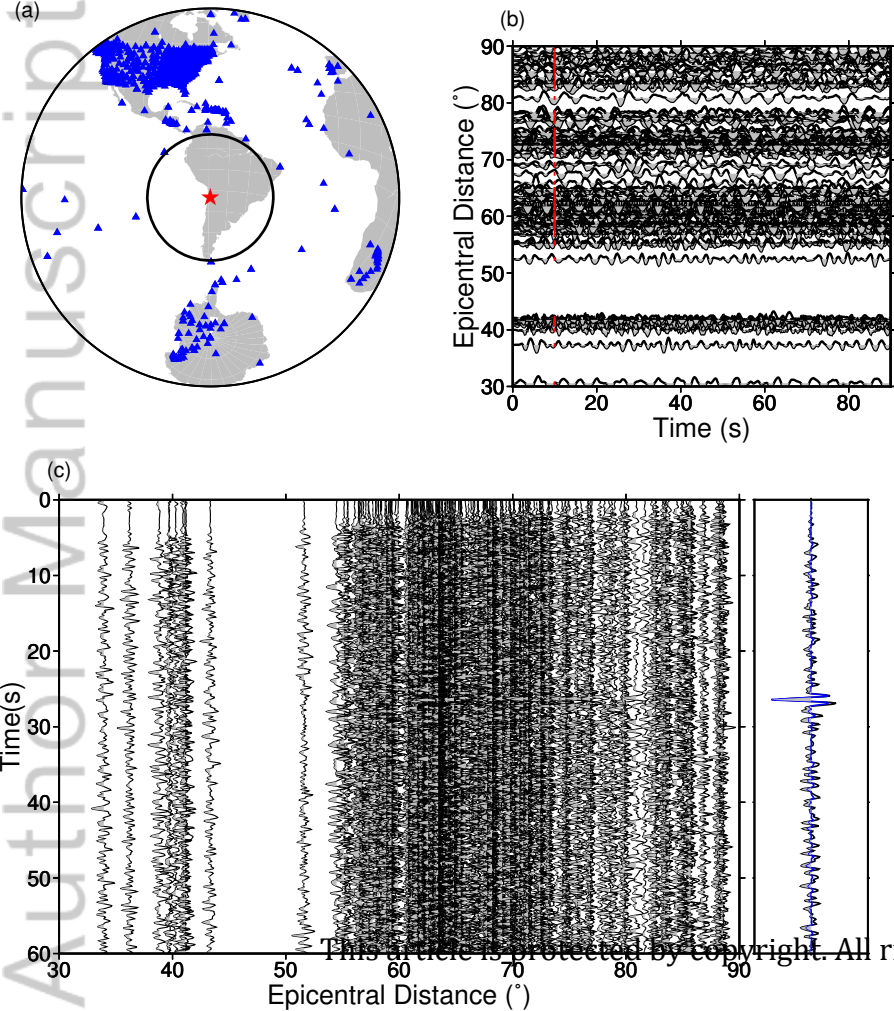 Author Manuscript
(a)
(b)
90
80
70
60
50
40
30
Epicentral Distance (˚)
0 20 40 60 80
Time (s)
(c)
0
10
20
30
40
50
60
Time(s)
30 40 50 60 70 80 90
Epicentral Distance (˚)
This article is protected by copyright. All ri